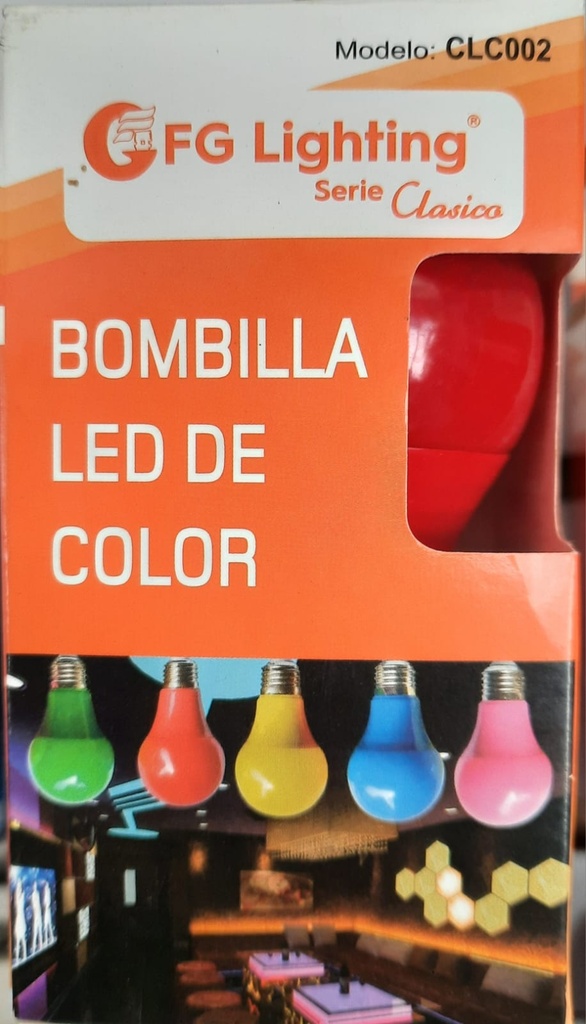 Modelo: CLC002
FG Lighting®
Serie Clasico
BOMBILLA
LED DE
COLOR